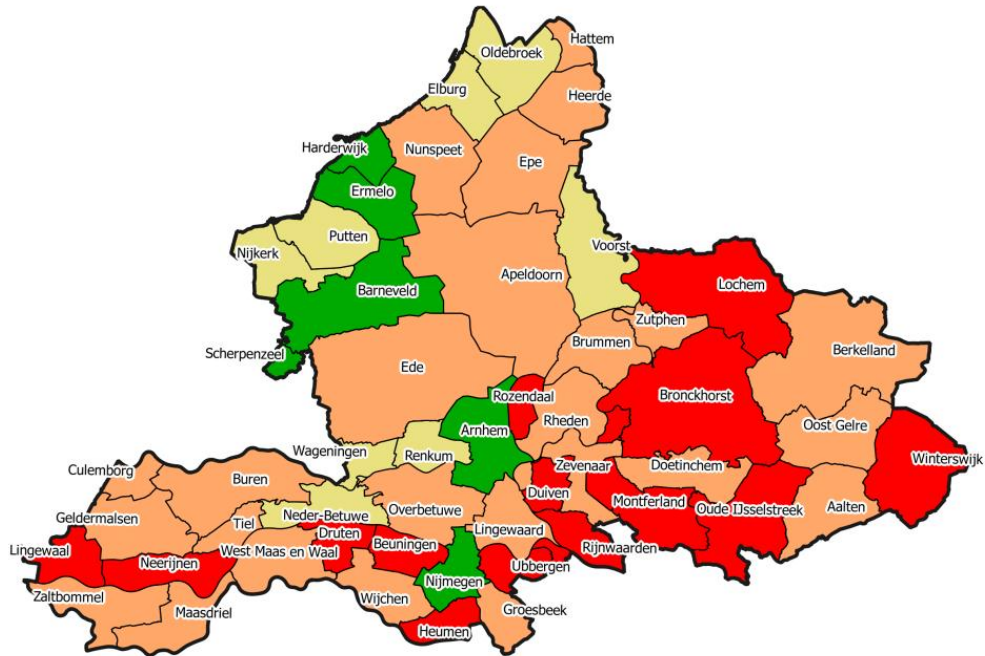 Hattem
Oldebroek
Elburg
Heerde
Harderwijk
Nunspeet
Epe
Ermelo
Putten
Voorst
Nijkerk
Apeldoorn
Lochem
Barneveld
Zutphen
Scherpenzeel
Brummen
Berkelland
Ede
Rozendaal
Bronckhorst
Rheden
Oost Gelre
Arnhem
Wageningen
Renkum
Winterswijk
Zevenaar
Doetinchem
Culemborg
Buren
Duiven
Montferland
Oude IJsselstreek
Aalten
Geldermalsen
Tiel
Neder-Betuwe
Overbetuwe
Lingewaard
Druten
Beuningen
Lingewaal
Neerijnen
West Maas en Waal
Rijnwaarden
Ubbergen
Nijmegen
Zaltbommel
Maasdriel
Wijchen
Groesbeek
Heumen